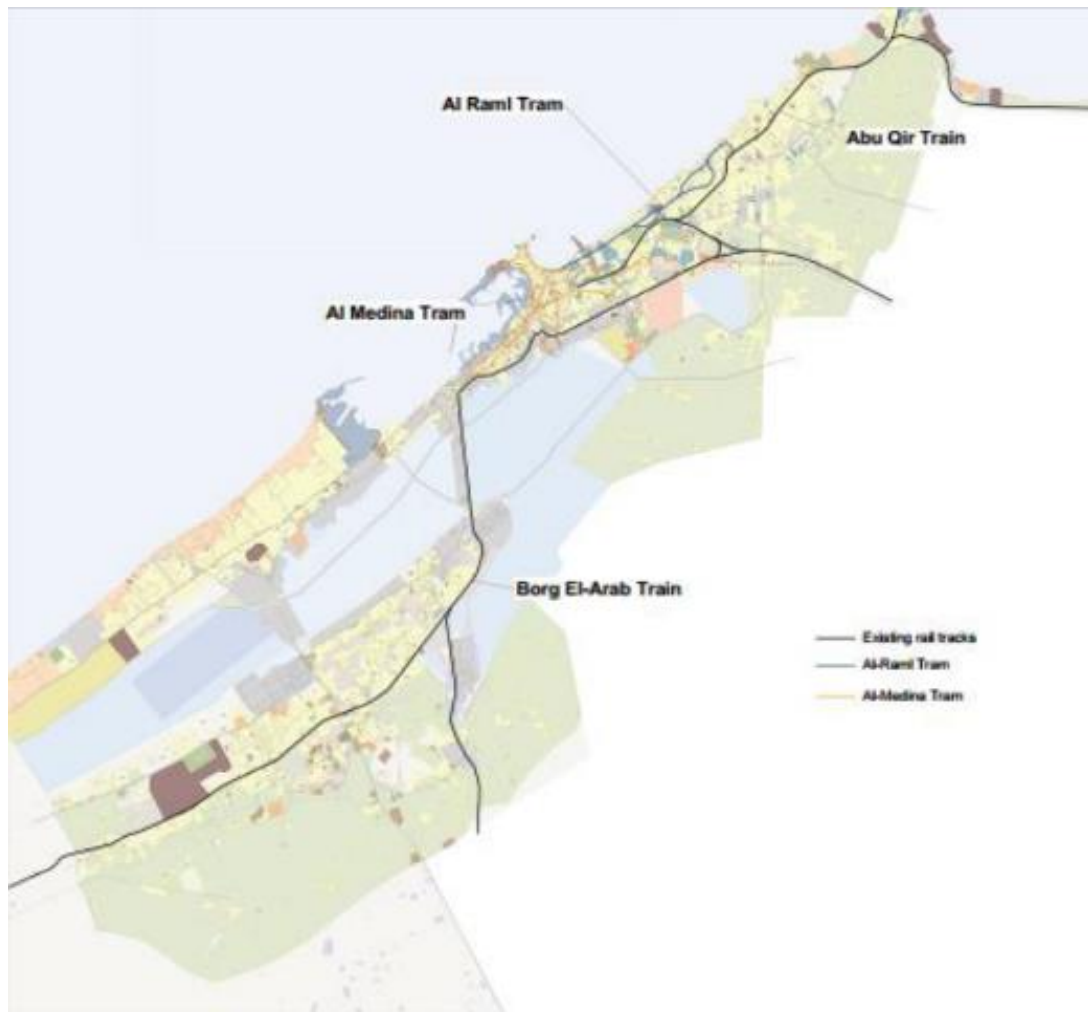 Al Raml Tram
Abu Qir Train
Al Medina Tram
Borg El-Arab Train
Existing rail tracks
Al-Raml Tram
Al-Medina Tram